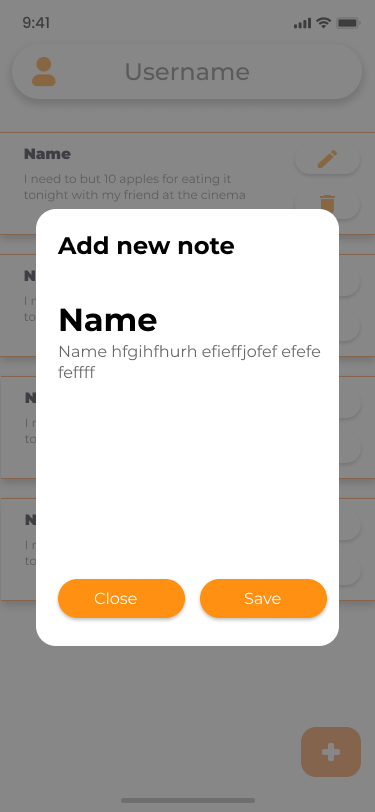 9:41
Username
Name
I need to but 10 apples for eating it
tonight with my friend at the cinema
Add new note
Name
Name hfgihfhurh efieffjofef efefe
feffff
Close
Save